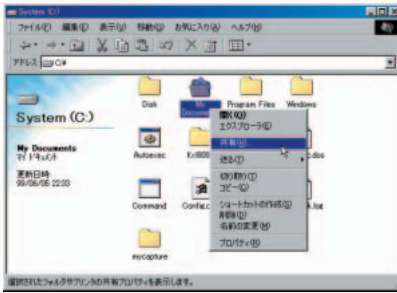 System (C:)
ファイル(F) 編集(E) 表示(V) 移動(G) お気に入り(A) ヘルプ(H)
アドレス C:¥
System (C:)
My Documents
マイ ドキュメント
更新日時
99/06/05 22:03
Disk
My Documents
Program Files
Windows
Autoexec
Command
mycapture
開く(O)
エクスプローラ(E)
共有(H)...
送る(T)
切り取り(T)
コピー(C)
ショートカットの作成(S)
削除(D)
名前の変更(M)
プロパティ(R)
選択されたフォルダやプリンタの共有プロパティを表示します。